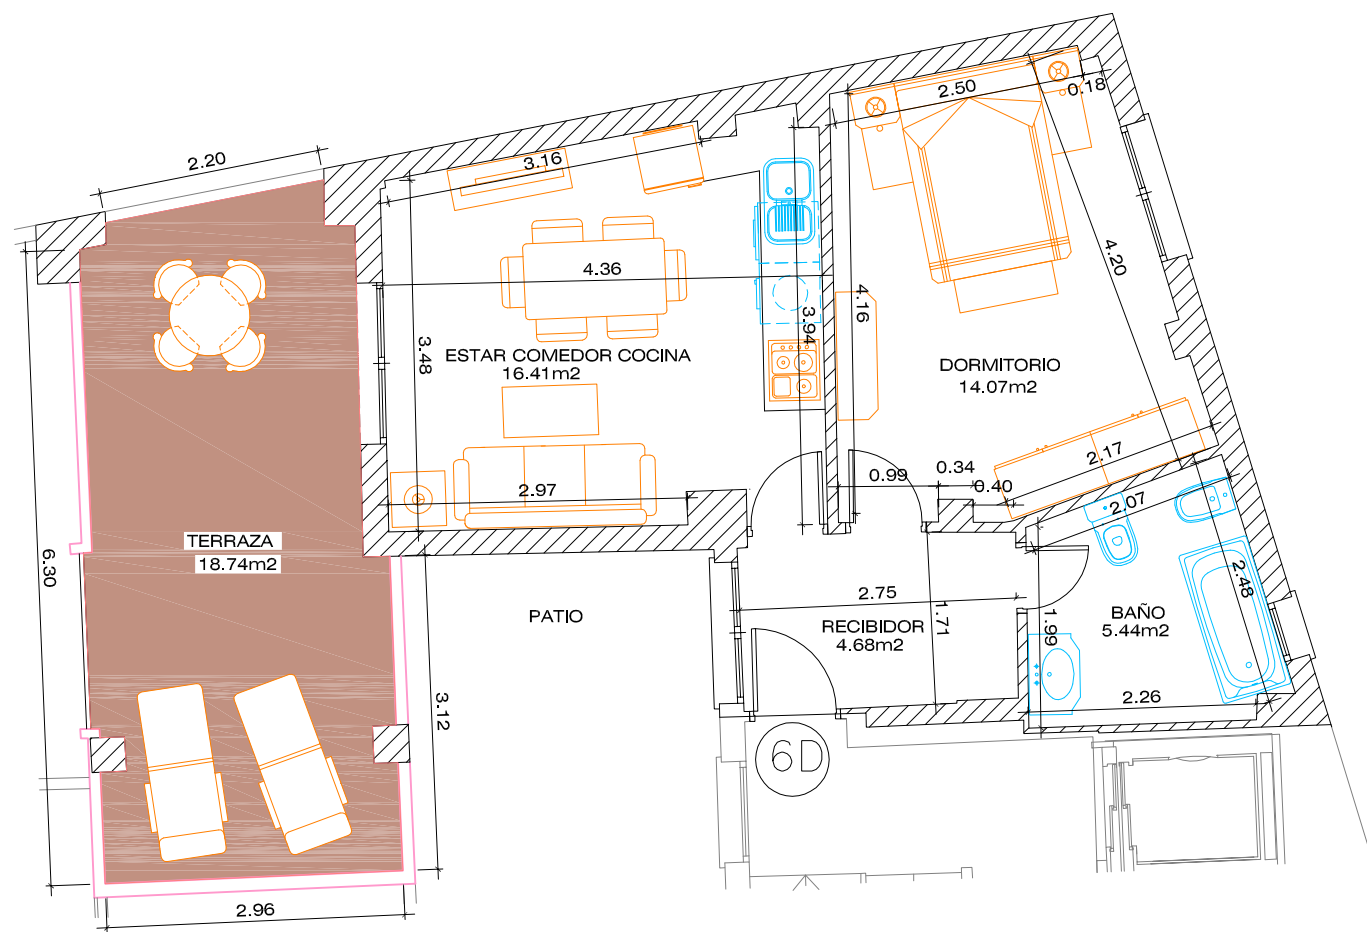 2.20
3.16
2.50
0.18
4.20
4.36
3.94
4.16
3.48
ESTAR COMEDOR COCINA
16.41m2
DORMITORIO
14.07m2
2.17
0.99
0.34
0.40
2.07
2.97
TERRAZA
18.74m2
6.30
PATIO
2.75
1.71
RECIBIDOR
4.68m2
1.99
BAÑO
5.44m2
2.48
2.26
3.12
6D
2.96